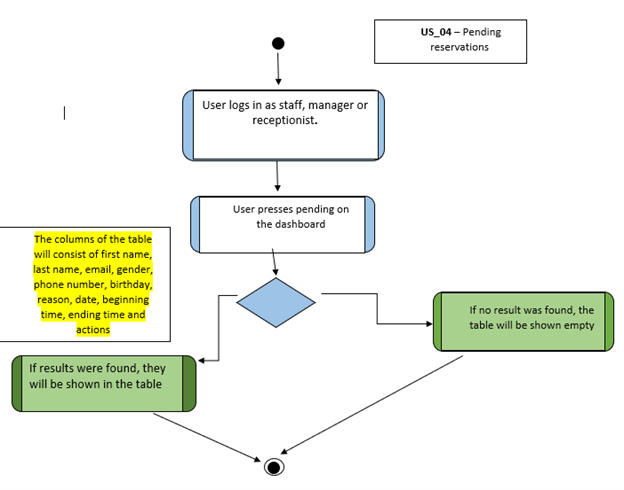 US_04 – Pending
reservations
User logs in as staff, manager or
receptionist.
User presses pending on
the dashboard
The columns of the table
will consist of first name,
last name, email, gender,
phone number, birthday,
reason, date, beginning
time, ending time and
actions
If no result was found, the
table will be shown empty
If results were found, they
will be shown in the table